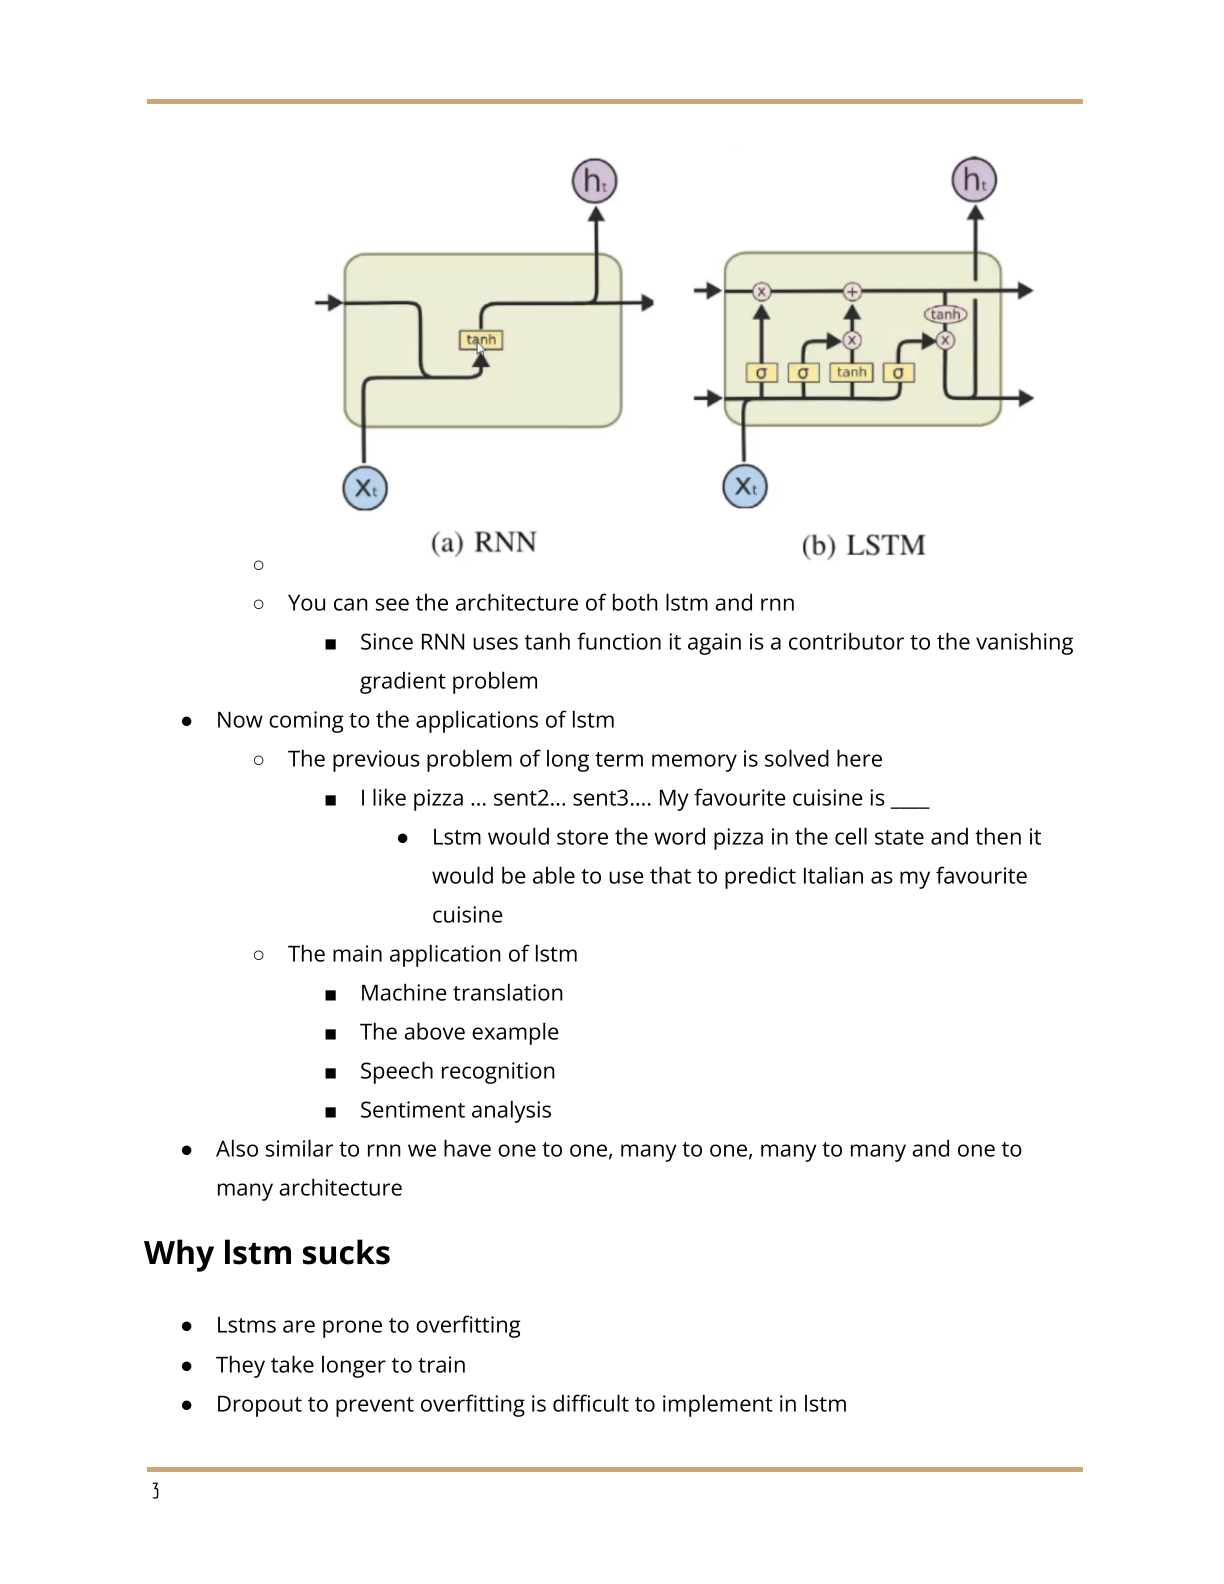 hₜ
hₜ
x
+
tanh
tanh
x
x
σ
σ
tanh
σ
Xₜ
Xₜ
(a) RNN
(b) LSTM
○
○ You can see the architecture of both lstm and rnn
■ Since RNN uses tanh function it again is a contributor to the vanishing
gradient problem
● Now coming to the applications of lstm
○ The previous problem of long term memory is solved here
■ I like pizza ... sent2... sent3.... My favourite cuisine is ____
● Lstm would store the word pizza in the cell state and then it
would be able to use that to predict Italian as my favourite
cuisine
○ The main application of lstm
■ Machine translation
■ The above example
■ Speech recognition
■ Sentiment analysis
● Also similar to rnn we have one to one, many to one, many to many and one to
many architecture
Why lstm sucks
● Lstms are prone to overfitting
● They take longer to train
● Dropout to prevent overfitting is difficult to implement in lstm
3